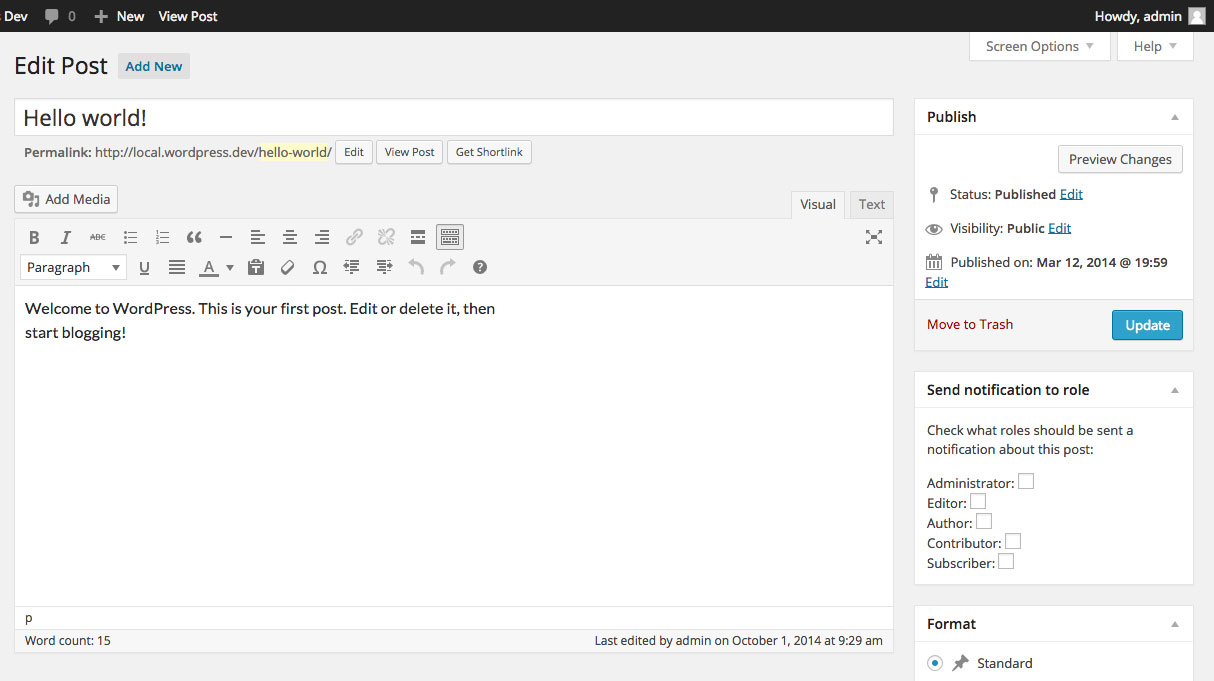 Dev 0 New View Post Howdy, admin
Screen Options Help
Edit Post Add New
Hello world!
Permalink: http://local.wordpress.dev/hello-world/ Edit View Post Get Shortlink
Add Media Visual Text
B I ABC
Paragraph U A Ω
Welcome to WordPress. This is your first post. Edit or delete it, then
start blogging!
p
Word count: 15 Last edited by admin on October 1, 2014 at 9:29 am
Publish
Preview Changes
Status: Published Edit
Visibility: Public Edit
Published on: Mar 12, 2014 @ 19:59
Edit
Move to Trash Update
Send notification to role
Check what roles should be sent a
notification about this post:
Administrator:
Editor:
Author:
Contributor:
Subscriber:
Format
Standard